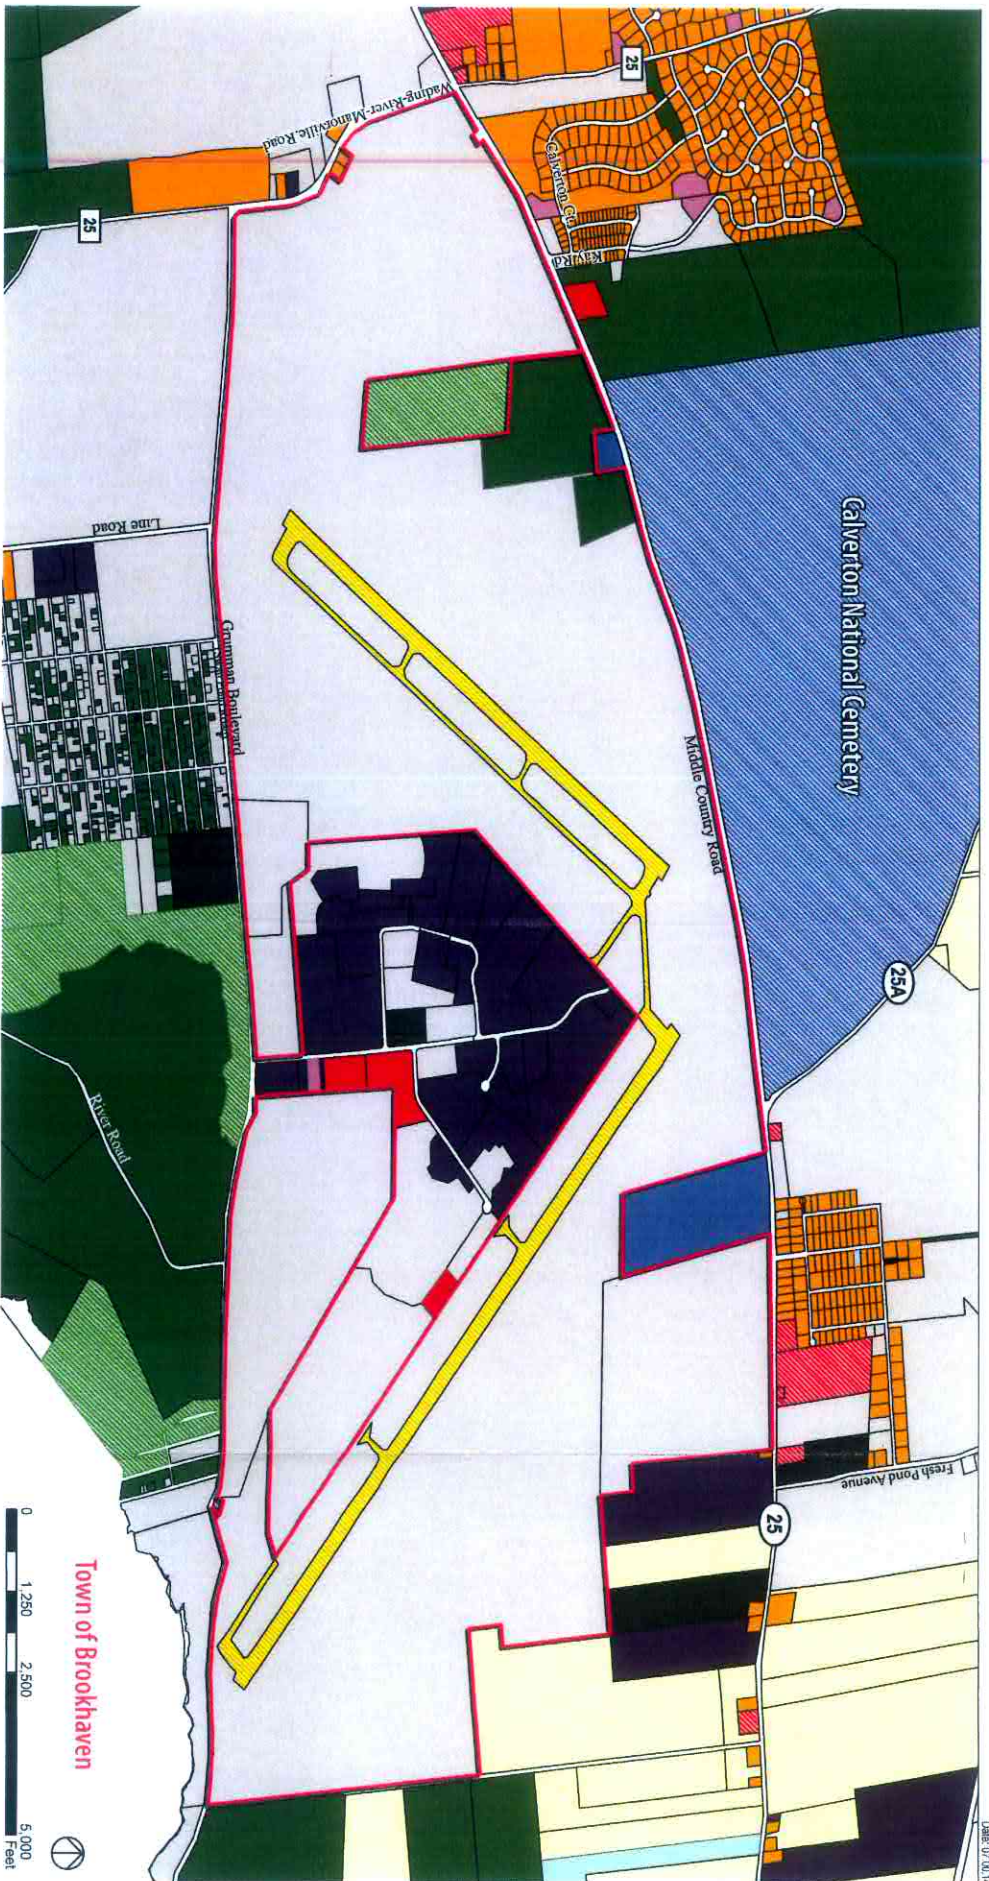 25
Wading-River-Manorville Road
Calverton Ct
Kay Rd
25
Calverton National Cemetery
Line Road
Grumman Boulevard
Middle Country Road
25A
River Road
Fresh Pond Avenue
25
Town of Brookhaven
0 1,250 2,500 5,000
Feet